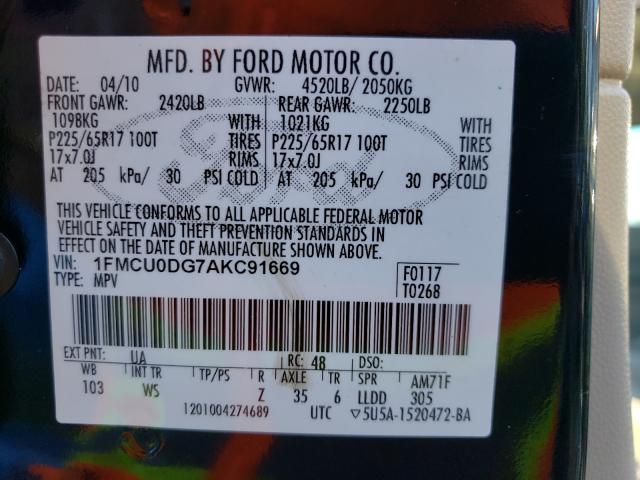 MFD. BY FORD MOTOR CO.
DATE: 04/10 GVWR: 4520LB/ 2050KG
FRONT GAWR: 2420LB REAR GAWR: 2250LB
1098KG WITH 1021KG WITH
P225/65R17 100T TIRES P225/65R17 100T TIRES
17x7.0J RIMS 17x7.0J RIMS
AT 205 kPa/ 30 PSI COLD AT 205 kPa/ 30 PSI COLD
Ford
THIS VEHICLE CONFORMS TO ALL APPLICABLE FEDERAL MOTOR
VEHICLE SAFETY AND THEFT PREVENTION STANDARDS IN
EFFECT ON THE DATE OF MANUFACTURE SHOWN ABOVE.
VIN: 1FMCU0DG7AKC91669 F0117
TYPE: MPV T0268
EXT PNT: UA RC: 48 DSO:
WB INT TR TP/PS R AXLE TR SPR AM71F
103 WS Z 35 6 LLDD 305
1201004274689 UTC ▽5U5A-1520472-BA